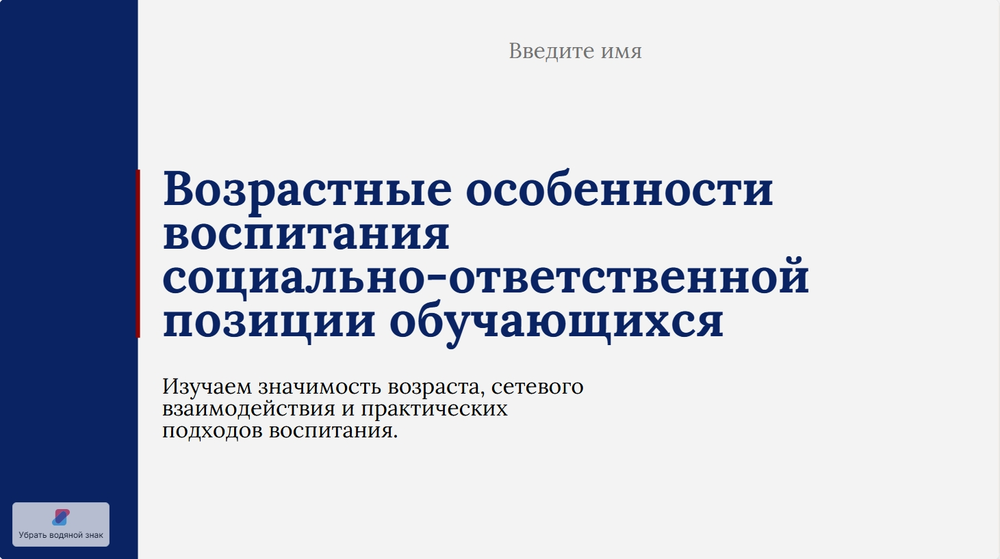 Введите имя
Возрастные особенности
воспитания
социально-ответственной
позиции обучающихся
Изучаем значимость возраста, сетевого
взаимодействия и практических
подходов воспитания.
Убрать водяной знак